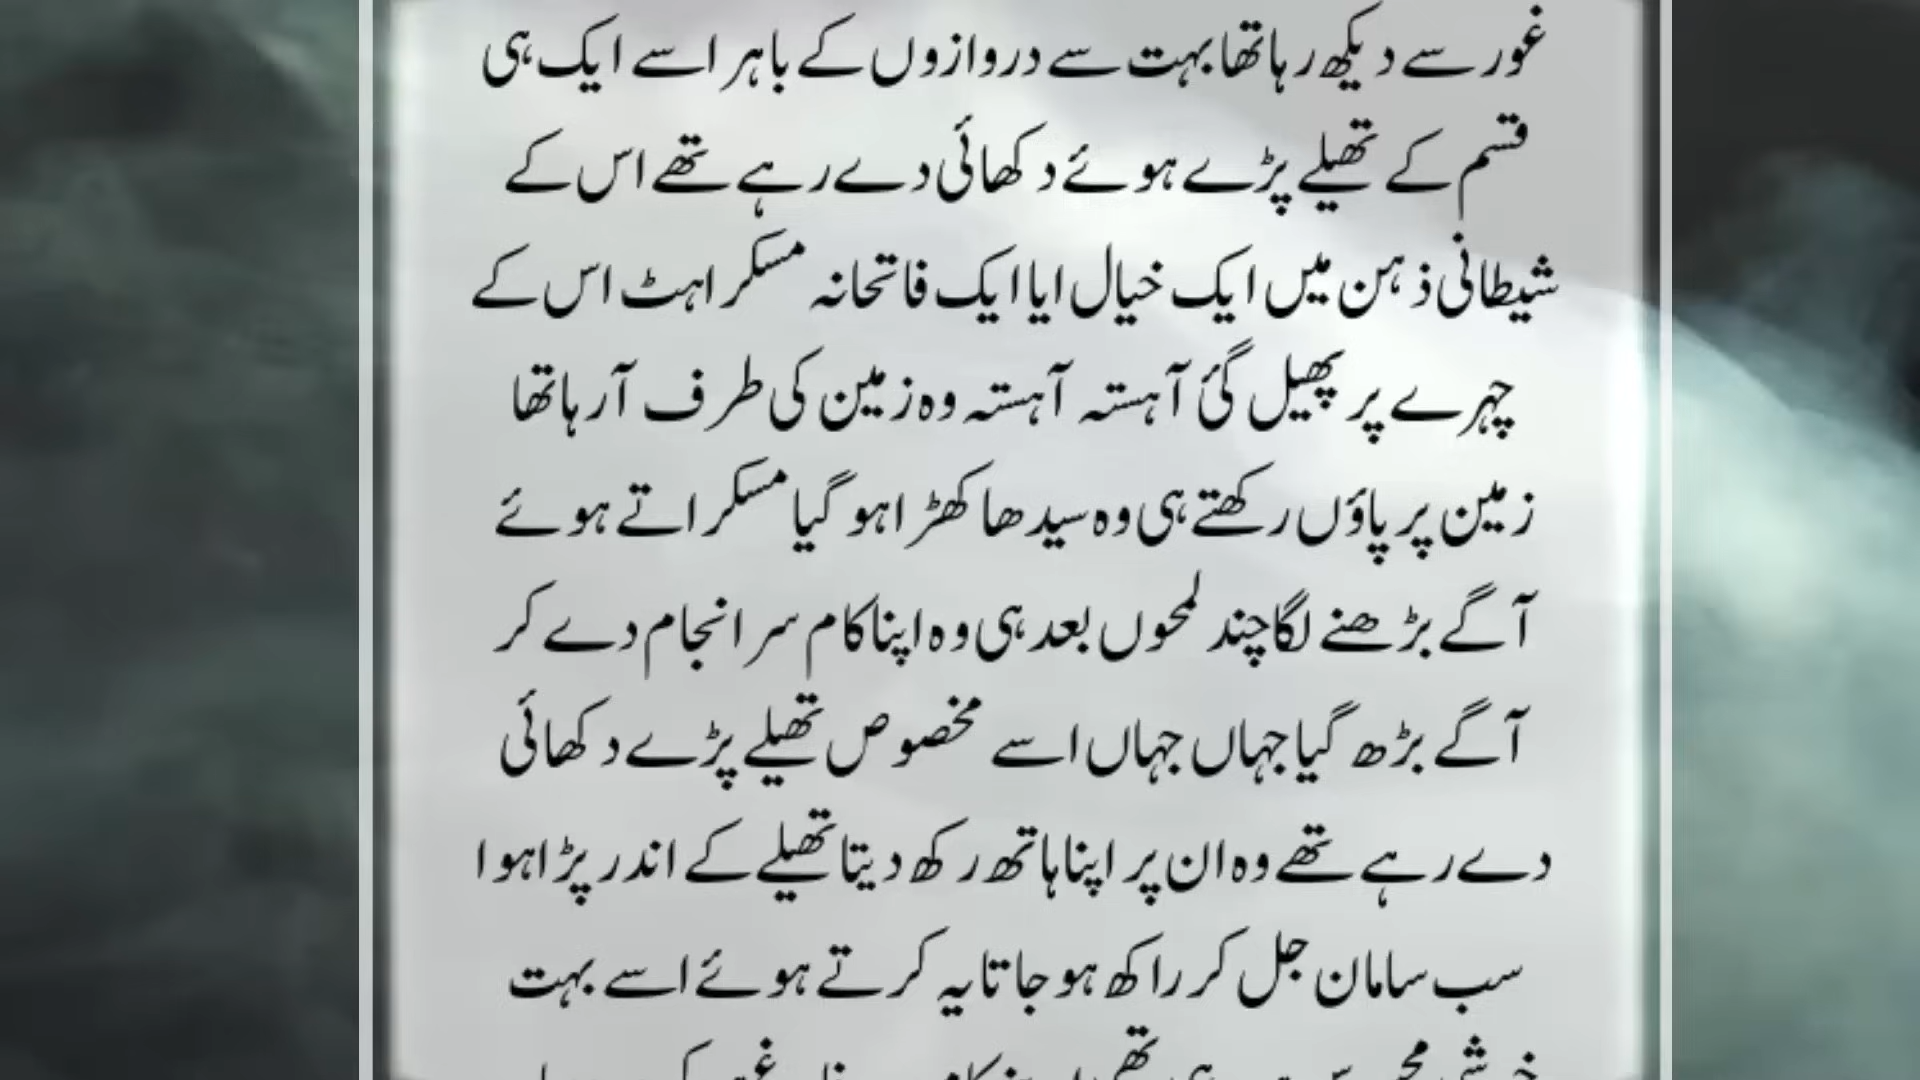 غور سے دیکھ رہا تھا بہت سے دروازوں کے باہر اسے ایک ہی
قسم کے تھیلے پڑے ہوئے دکھائی دے رہے تھے اس کے
شیطانی ذہن میں ایک خیال ایا ایک فاتحانہ مسکراہٹ اس کے
چہرے پر پھیل گئ آہستہ آہستہ وہ زمین کی طرف آ رہا تھا
زمین پر پاؤں رکھتے ہی وہ سیدھا کھڑا ہو گیا مسکراتے ہوئے
آگے بڑھنے لگا چند لمحوں بعد ہی وہ اپنا کام سر انجام دے کر
آگے بڑھ گیا جہاں جہاں اسے مخصوص تھیلے پڑے دکھائی
دے رہے تھے وہ ان پر اپنا ہاتھ رکھ دیتا تھیلے کے اندر پڑا ہوا
سب سامان جل کر راکھ ہو جاتا یہ کرتے ہوئے اسے بہت